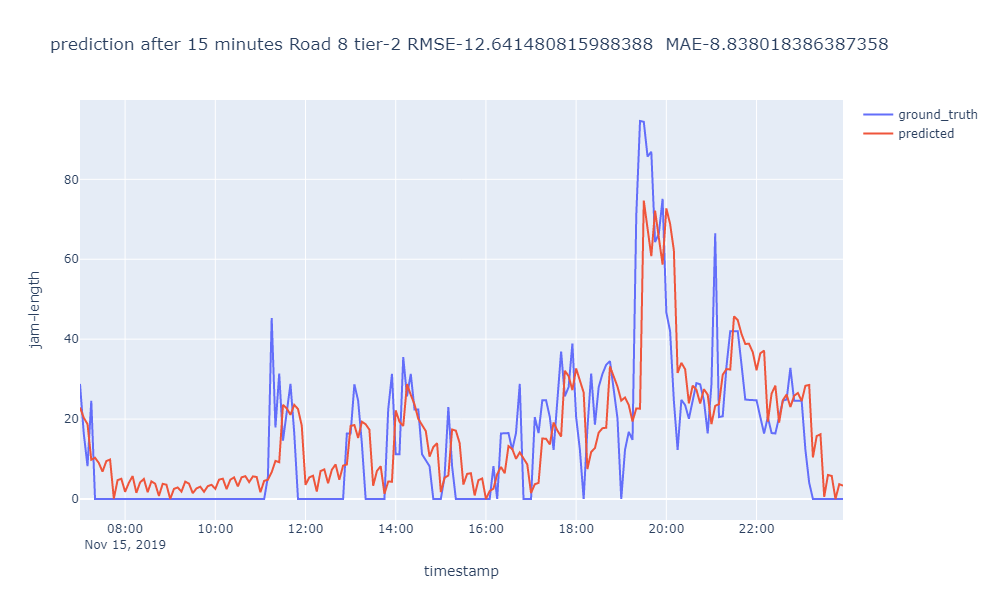 prediction after 15 minutes Road 8 tier-2 RMSE-12.641480815988388  MAE-8.838018386387358
ground_truth
predicted
80
60
40
20
0
jam-length
08:00 10:00 12:00 14:00 16:00 18:00 20:00 22:00
Nov 15, 2019
timestamp